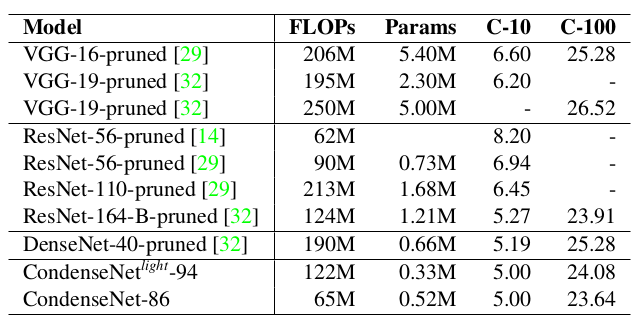 Model FLOPs Params C-10 C-100
VGG-16-pruned [29] 206M 5.40M 6.60 25.28
VGG-19-pruned [32] 195M 2.30M 6.20 -
VGG-19-pruned [32] 250M 5.00M - 26.52
ResNet-56-pruned [14] 62M 8.20 -
ResNet-56-pruned [29] 90M 0.73M 6.94 -
ResNet-110-pruned [29] 213M 1.68M 6.45 -
ResNet-164-B-pruned [32] 124M 1.21M 5.27 23.91
DenseNet-40-pruned [32] 190M 0.66M 5.19 25.28
CondenseNetlight-94 122M 0.33M 5.00 24.08
CondenseNet-86 65M 0.52M 5.00 23.64